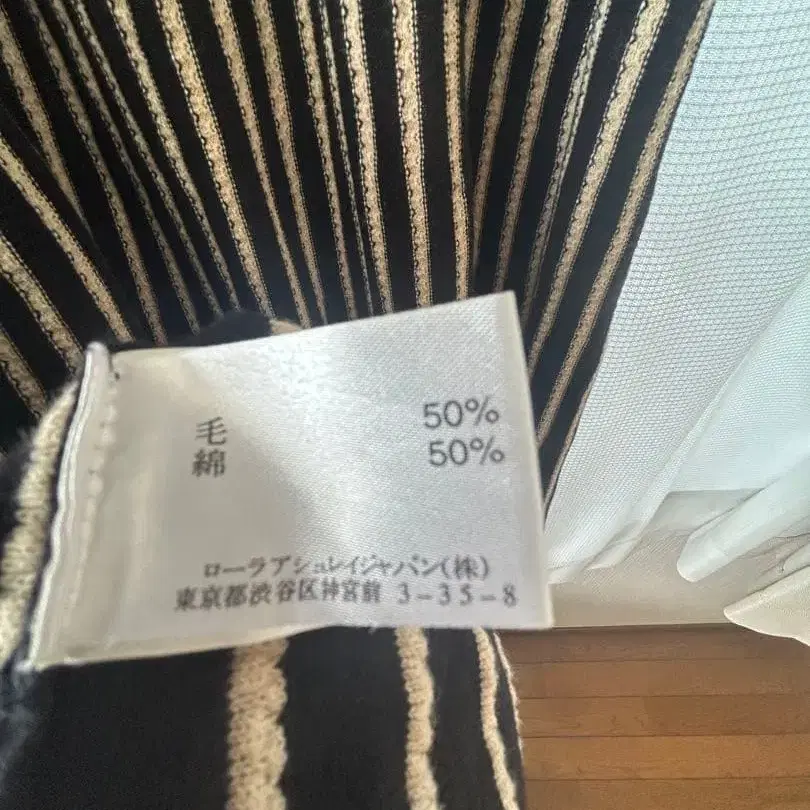 毛 50%
綿 50%
ローラアシュレイジャパン(株)
東京都渋谷区神宮前 3-35-8